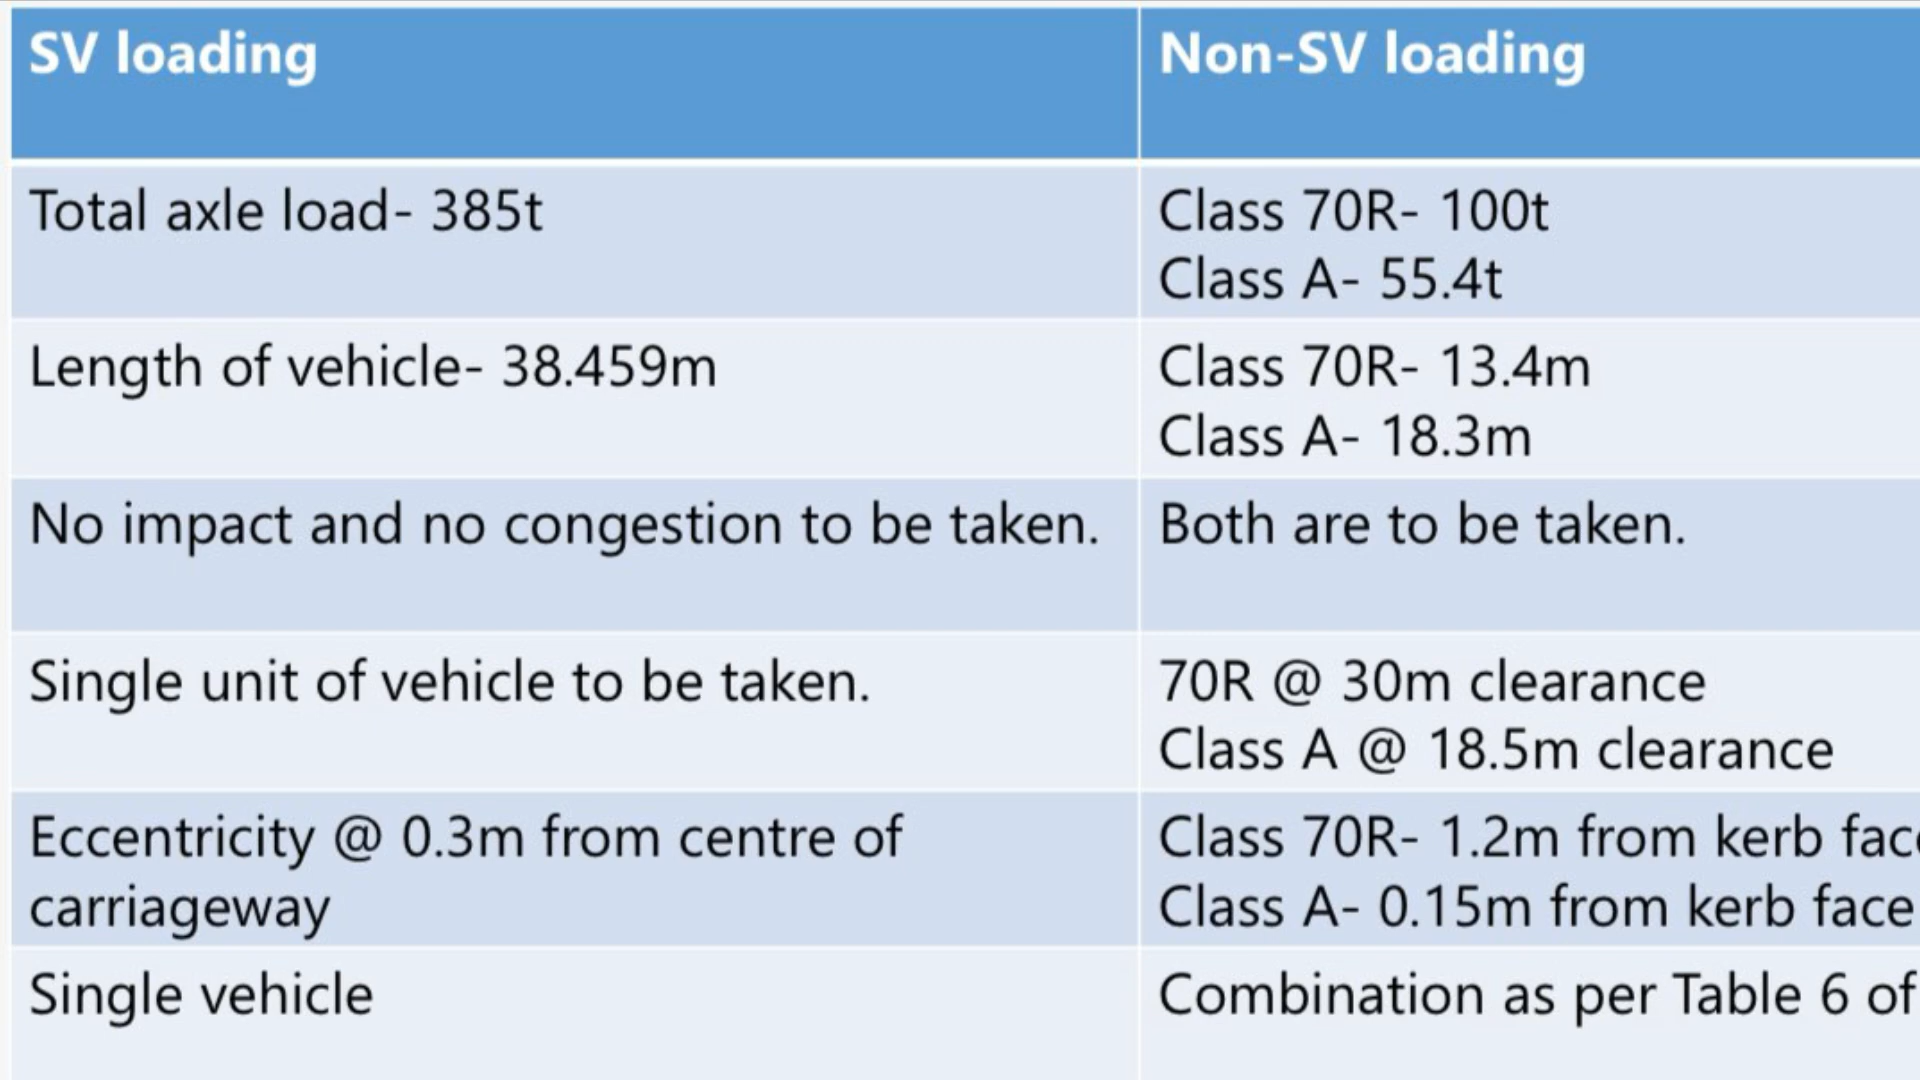 SV loading
Non-SV loading
Total axle load- 385t
Class 70R- 100t
Class A- 55.4t
Length of vehicle- 38.459m
Class 70R- 13.4m
Class A- 18.3m
No impact and no congestion to be taken.
Both are to be taken.
Single unit of vehicle to be taken.
70R @ 30m clearance
Class A @ 18.5m clearance
Eccentricity @ 0.3m from centre of
carriageway
Class 70R- 1.2m from kerb
Class A- 0.15m from kerb face
Single vehicle
Combination as per Table 6 of